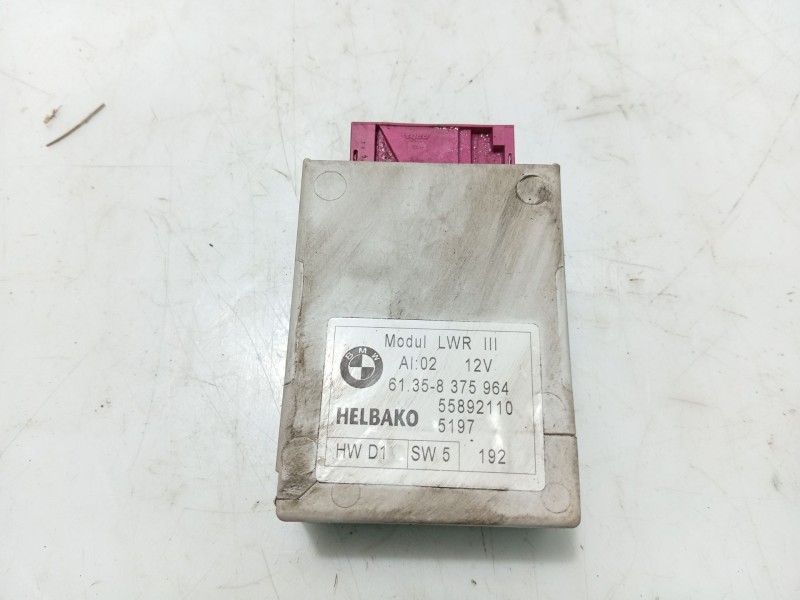 BMW
Modul LWR III
AI:02 12V
61.35-8 375 964
55892110
HELBAKO 5197
HW D1 SW 5 192